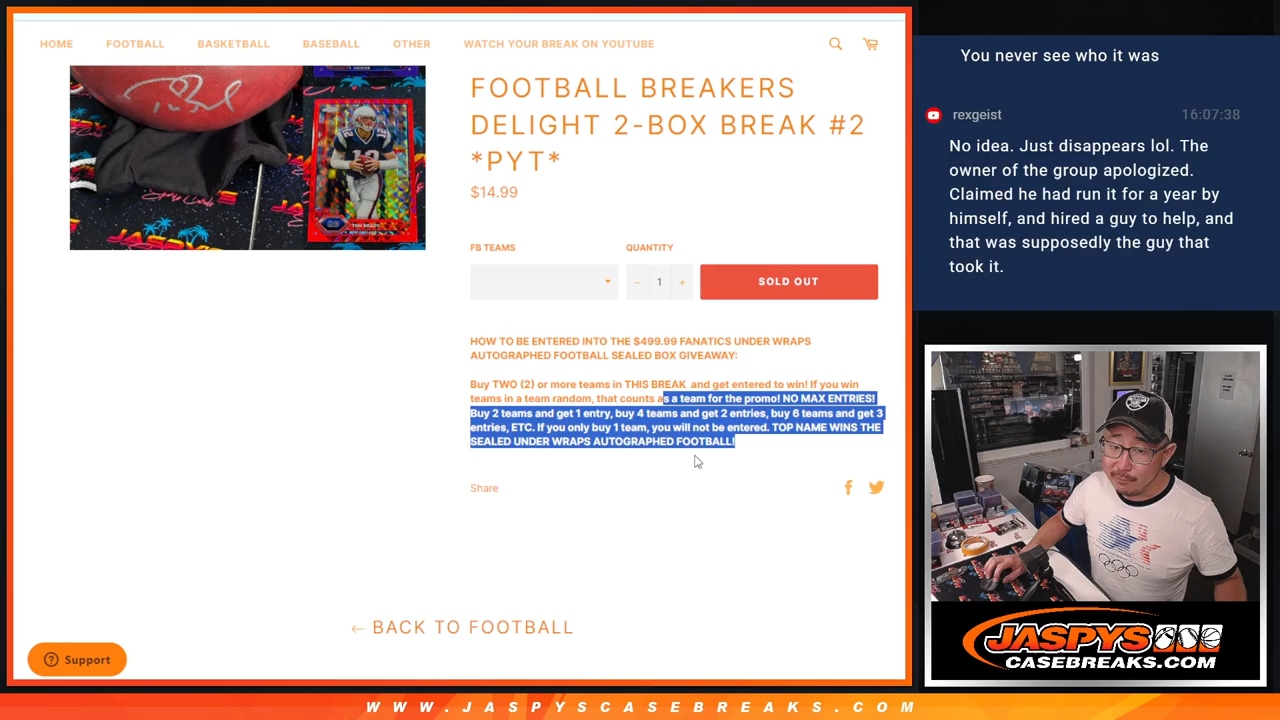 HOME FOOTBALL BASKETBALL BASEBALL OTHER WATCH YOUR BREAK ON YOUTUBE
FOOTBALL BREAKERS
DELIGHT 2-BOX BREAK #2
*PYT*
$14.99
FB TEAMS QUANTITY
− 1 + SOLD OUT
HOW TO BE ENTERED INTO THE $499.99 FANATICS UNDER WRAPS
AUTOGRAPHED FOOTBALL SEALED BOX GIVEAWAY:
Buy TWO (2) or more teams in THIS BREAK and get entered to win! If you win
teams in a team random, that counts as a team for the promo! NO MAX ENTRIES!
Buy 2 teams and get 1 entry, buy 4 teams and get 2 entries, buy 6 teams and get 3
entries, ETC. If you only buy 1 team, you will not be entered. TOP NAME WINS THE
SEALED UNDER WRAPS AUTOGRAPHED FOOTBALL!
Share
← BACK TO FOOTBALL
Support
TOM BRADY
You never see who it was
rexgeist 16:07:38
No idea. Just disappears lol. The
owner of the group apologized.
Claimed he had run it for a year by
himself, and hired a guy to help, and
that was supposedly the guy that
took it.
JASPYS
CASEBREAKS.COM
WWW.JASPYSCASEBREAKS.COM